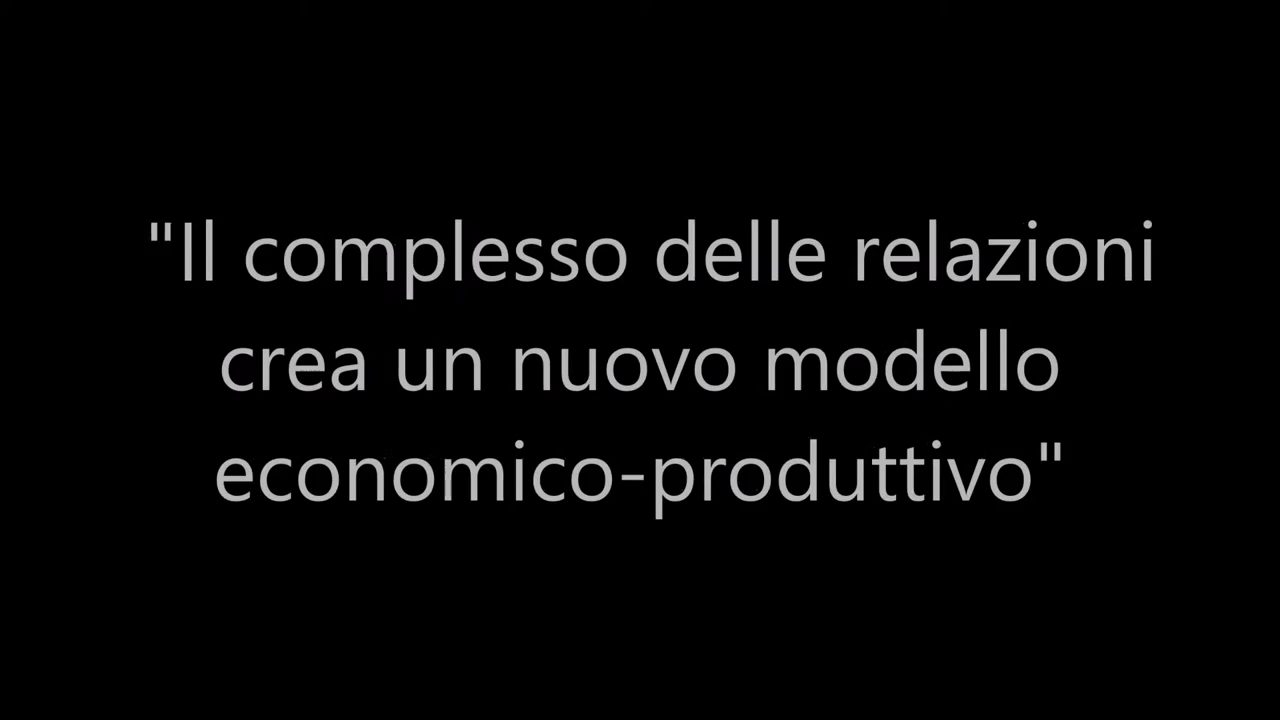 "Il complesso delle relazioni
crea un nuovo modello
economico-produttivo"